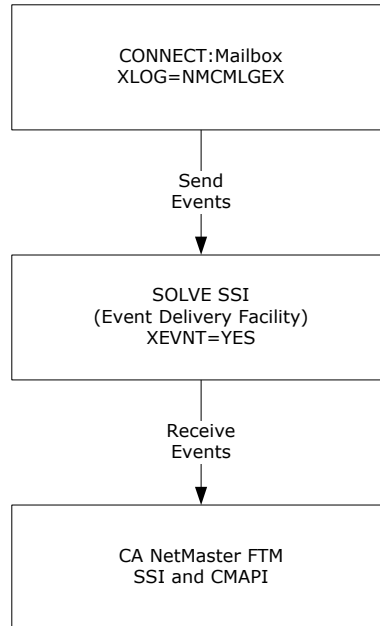 CONNECT:Mailbox
XLOG=NMCMLGEX
Send
Events
SOLVE SSI
(Event Delivery Facility)
XEVNT=YES
Receive
Events
CA NetMaster FTM
SSI and CMAPI